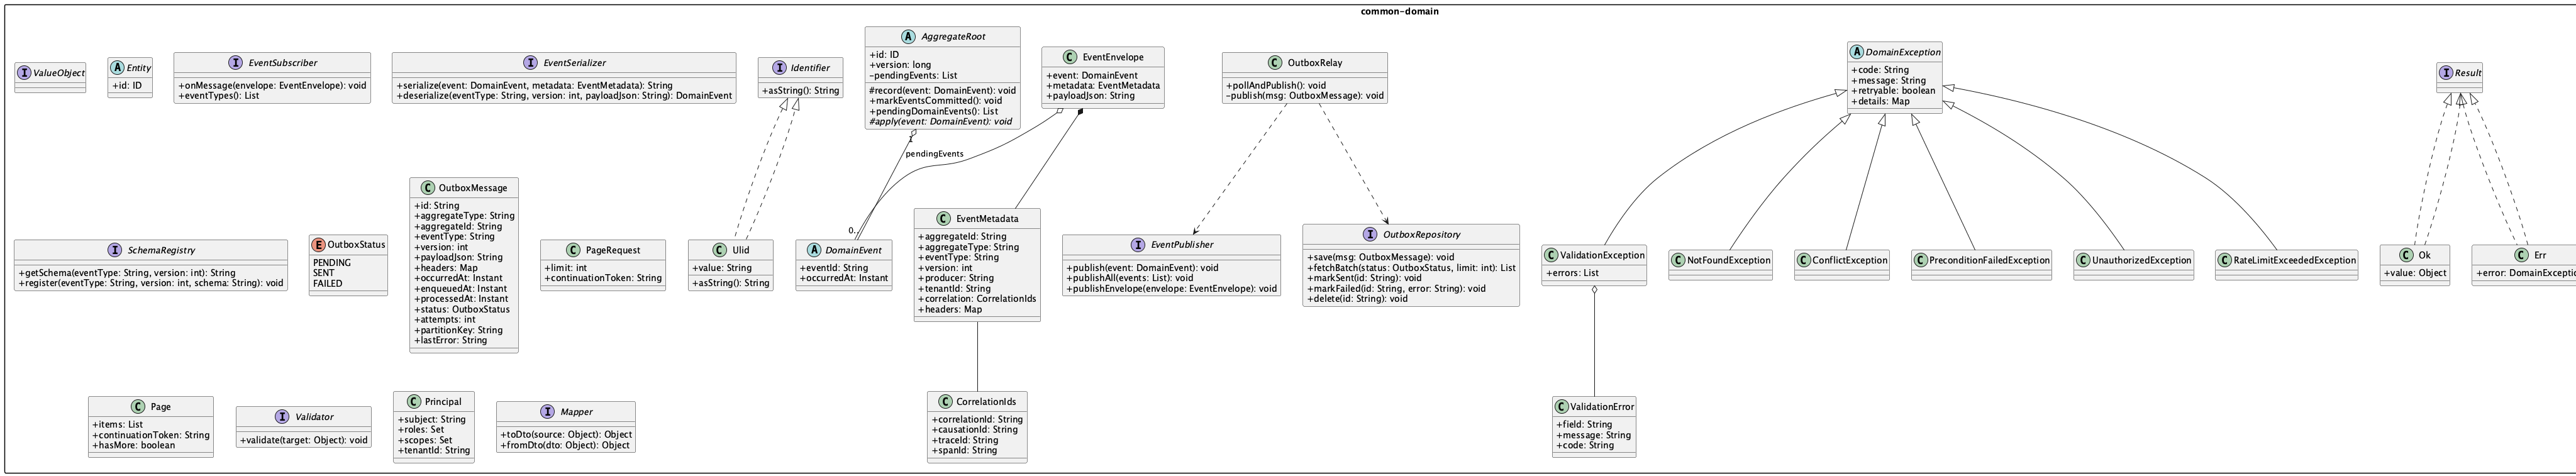 common-domain
I ValueObject
A Entity
+id: ID
I EventSubscriber
+onMessage(envelope: EventEnvelope): void
+eventTypes(): List
I EventSerializer
+serialize(event: DomainEvent, metadata: EventMetadata): String
+deserialize(eventType: String, version: int, payloadJson: String): DomainEvent
I Identifier
+asString(): String
A AggregateRoot
+id: ID
+version: long
-pendingEvents: List
#record(event: DomainEvent): void
+markEventsCommitted(): void
+pendingDomainEvents(): List
#apply(event: DomainEvent): void
C EventEnvelope
+event: DomainEvent
+metadata: EventMetadata
+payloadJson: String
C OutboxRelay
+pollAndPublish(): void
-publish(msg: OutboxMessage): void
A DomainException
+code: String
+message: String
+retryable: boolean
+details: Map
I Result
1
pendingEvents
0..
I SchemaRegistry
+getSchema(eventType: String, version: int): String
+register(eventType: String, version: int, schema: String): void
E OutboxStatus
PENDING
SENT
FAILED
C OutboxMessage
+id: String
+aggregateType: String
+aggregateId: String
+eventType: String
+version: int
+payloadJson: String
+headers: Map
+occurredAt: Instant
+enqueuedAt: Instant
+processedAt: Instant
+status: OutboxStatus
+attempts: int
+partitionKey: String
+lastError: String
C PageRequest
+limit: int
+continuationToken: String
C Ulid
+value: String
+asString(): String
A DomainEvent
+eventId: String
+occurredAt: Instant
C EventMetadata
+aggregateId: String
+aggregateType: String
+eventType: String
+version: int
+producer: String
+tenantId: String
+correlation: CorrelationIds
+headers: Map
I EventPublisher
+publish(event: DomainEvent): void
+publishAll(events: List): void
+publishEnvelope(envelope: EventEnvelope): void
I OutboxRepository
+save(msg: OutboxMessage): void
+fetchBatch(status: OutboxStatus, limit: int): List
+markSent(id: String): void
+markFailed(id: String, error: String): void
+delete(id: String): void
C ValidationException
+errors: List
C NotFoundException
C ConflictException
C PreconditionFailedException
C UnauthorizedException
C RateLimitExceededException
C Ok
+value: Object
C Err
+error: DomainExceptio
C Page
+items: List
+continuationToken: String
+hasMore: boolean
I Validator
+validate(target: Object): void
C Principal
+subject: String
+roles: Set
+scopes: Set
+tenantId: String
I Mapper
+toDto(source: Object): Object
+fromDto(dto: Object): Object
C CorrelationIds
+correlationId: String
+causationId: String
+traceId: String
+spanId: String
C ValidationError
+field: String
+message: String
+code: String